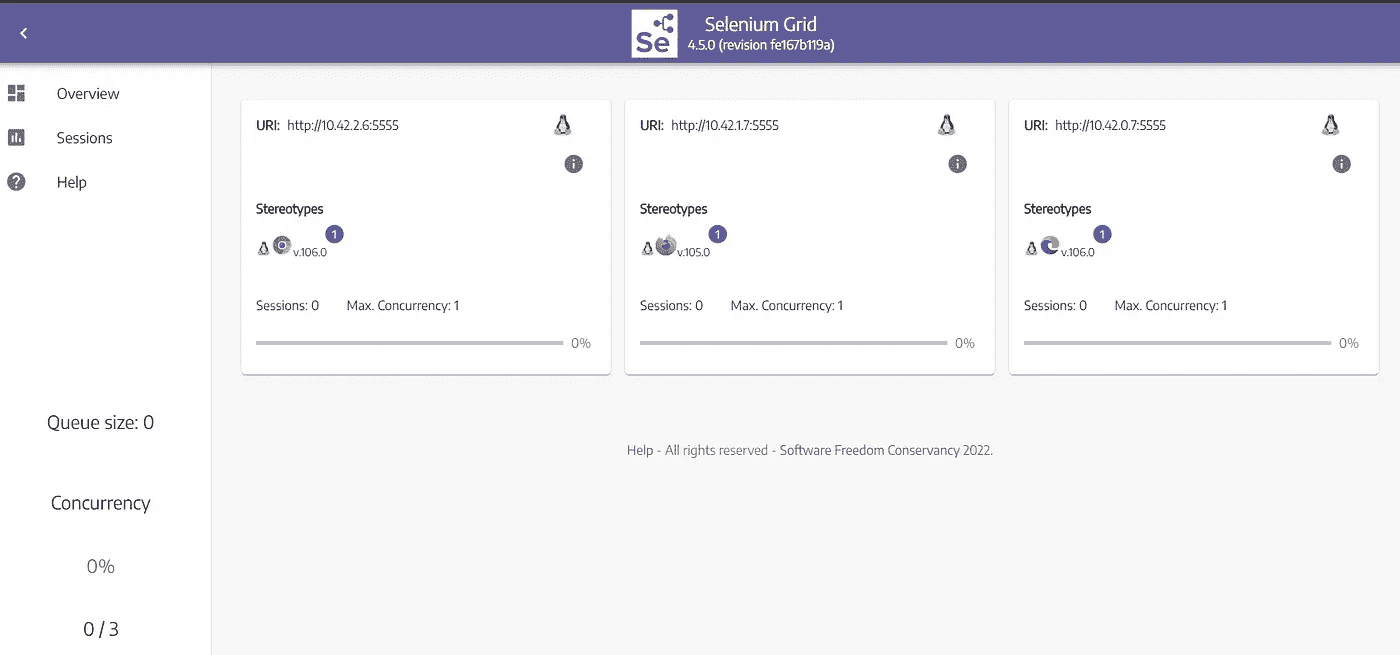 Se
Selenium Grid
4.5.0 (revision fe167b119a)
Overview
Sessions
Help
Queue size: 0
Concurrency
0%
0 / 3
URI: http://10.42.2.6:5555
Stereotypes
1
v.106.0
Sessions: 0 Max. Concurrency: 1
0%
URI: http://10.42.1.7:5555
Stereotypes
1
v.105.0
Sessions: 0 Max. Concurrency: 1
0%
URI: http://10.42.0.7:5555
Stereotypes
1
v.106.0
Sessions: 0 Max. Concurrency: 1
0%
Help - All rights reserved - Software Freedom Conservancy 2022.